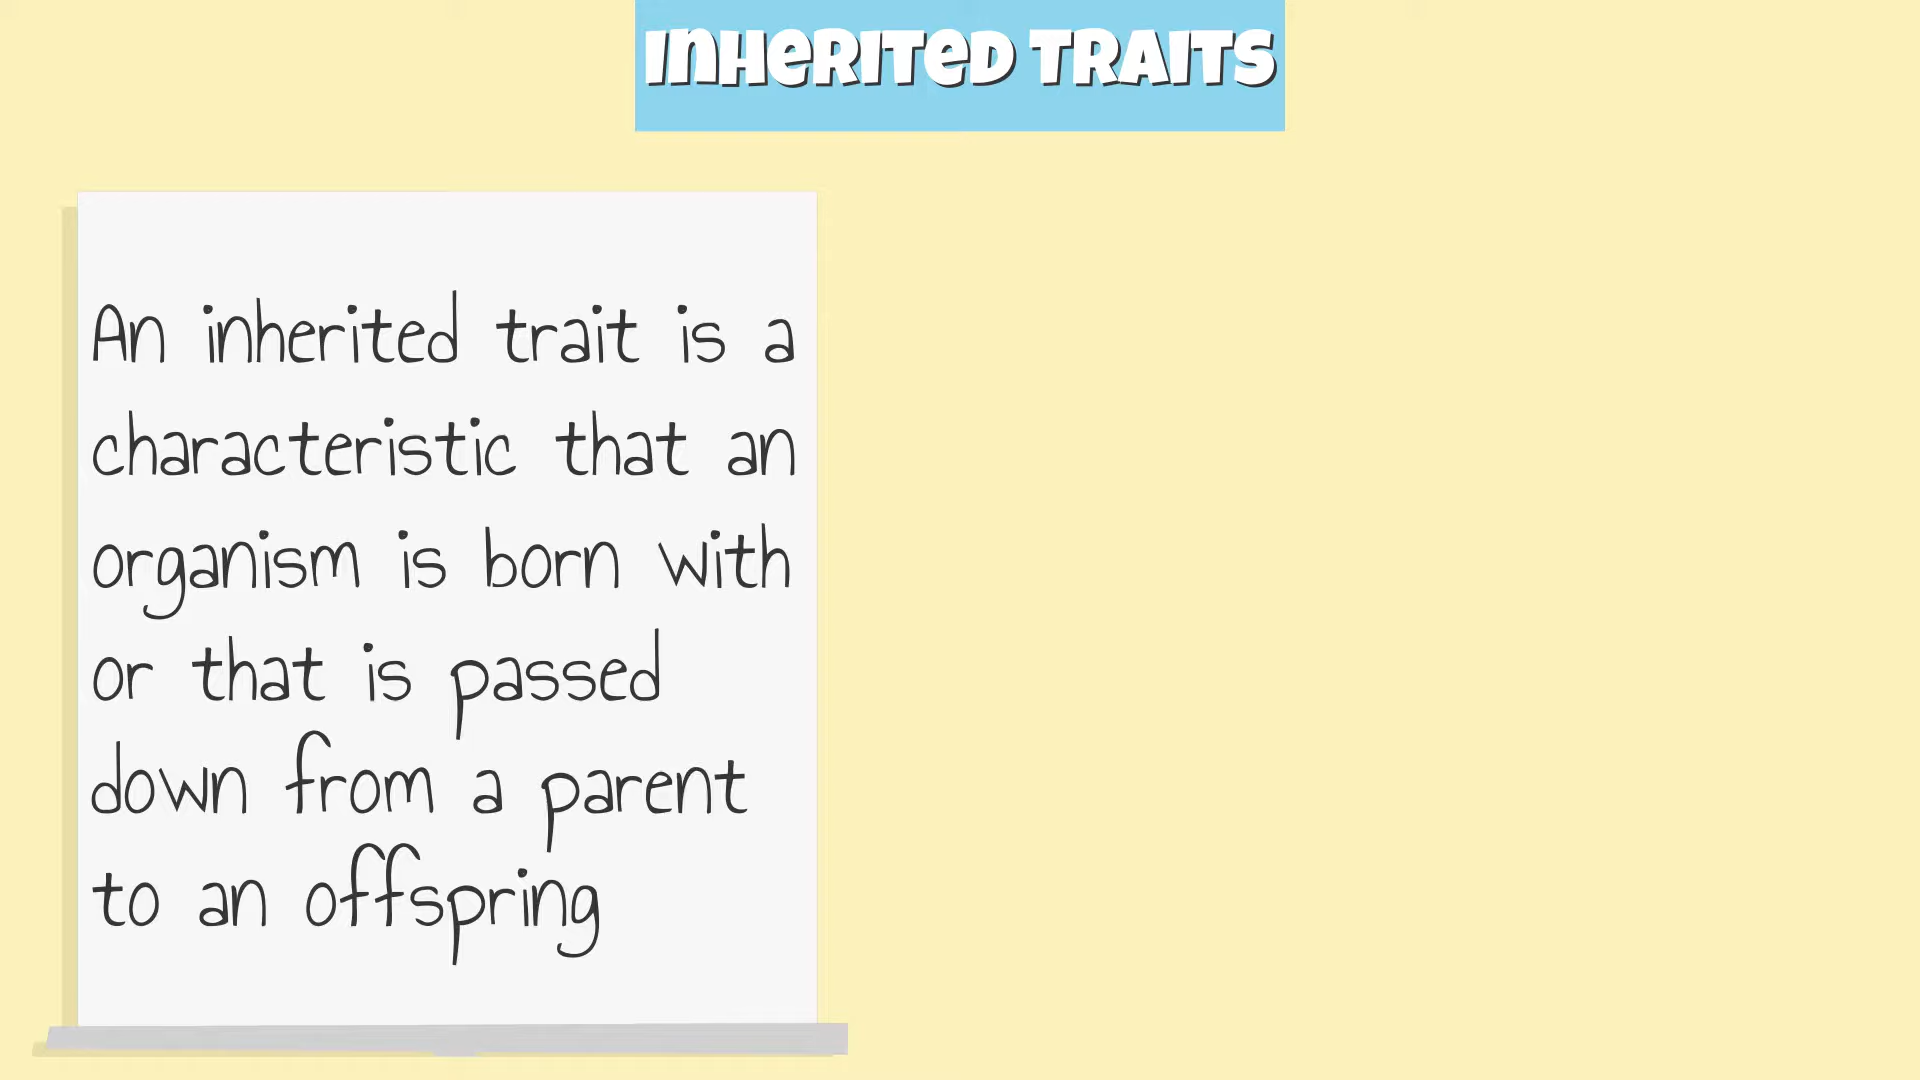 INHERITED TRAITS
An inherited trait is a
characteristic that an
organism is born with
or that is passed
down from a parent
to an offspring